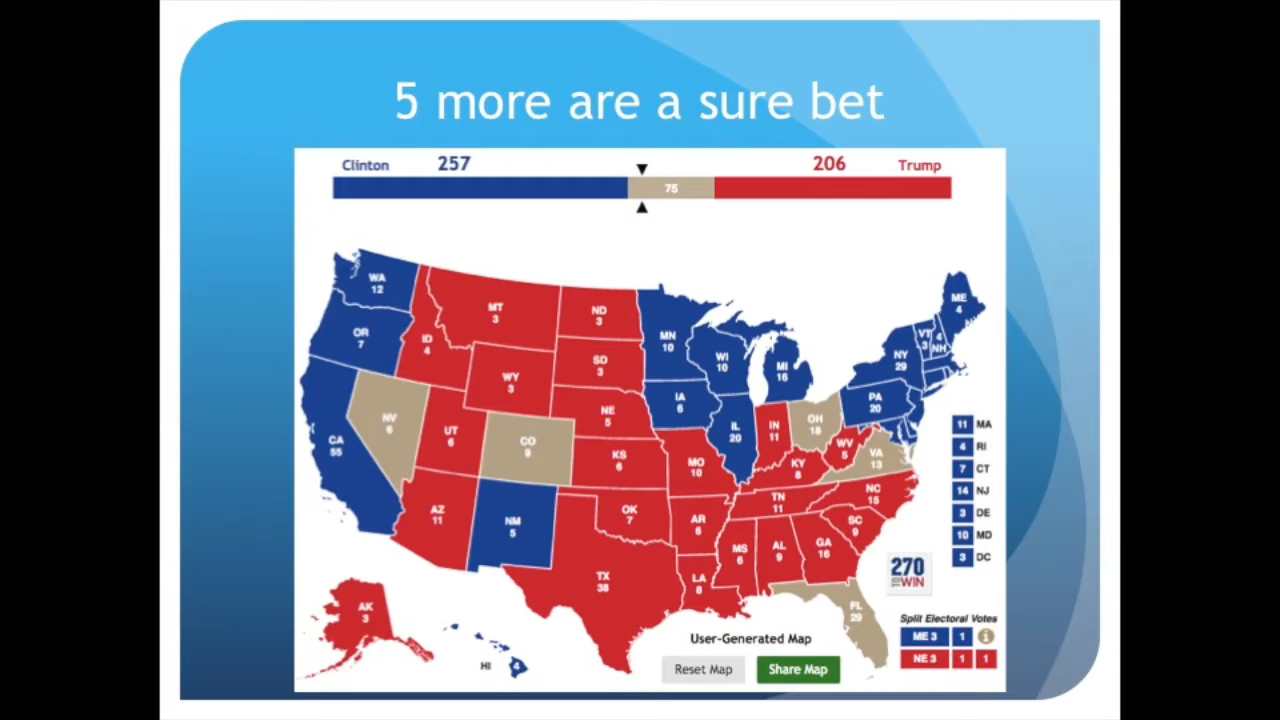 5 more are a sure bet
Clinton 257 206 Trump
75
WA
12
OR
7
CA
55
NV
6
ID
4
MT
3
WY
3
UT
6
CO
9
AZ
11
NM
5
ND
3
SD
3
NE
5
KS
6
OK
7
TX
38
MN
10
IA
6
MO
10
AR
6
LA
8
WI
10
IL
20
MI
16
IN
11
OH
18
KY
8
TN
11
MS
6
AL
9
GA
16
FL
29
SC
9
NC
15
VA
13
WV
5
PA
20
NY
29
VT
3
4
NH
ME
4
AK
3
HI 4
11 MA
4 RI
7 CT
14 NJ
3 DE
10 MD
3 DC
270
TO WIN
Split Electoral Votes
ME 3 1 i
NE 3 1 1
User-Generated Map
Reset Map Share Map